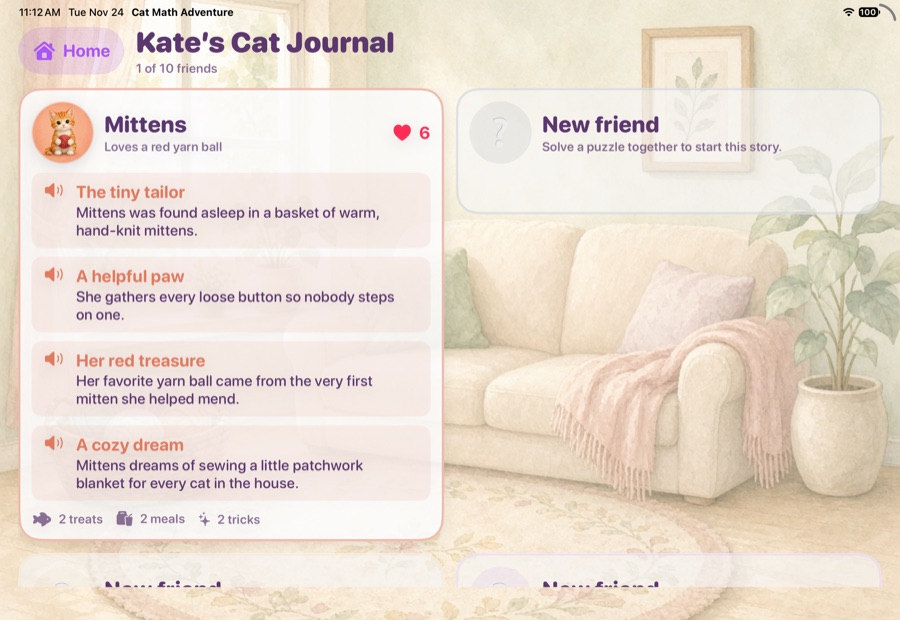 11:12 AM Tue Nov 24 Cat Math Adventure
100
Home
Kate's Cat Journal
1 of 10 friends
Mittens
Loves a red yarn ball
6
The tiny tailor
Mittens was found asleep in a basket of warm,
hand-knit mittens.
A helpful paw
She gathers every loose button so nobody steps
on one.
Her red treasure
Her favorite yarn ball came from the very first
mitten she helped mend.
A cozy dream
Mittens dreams of sewing a little patchwork
blanket for every cat in the house.
2 treats 2 meals 2 tricks
?
New friend
Solve a puzzle together to start this story.
New friend
New friend